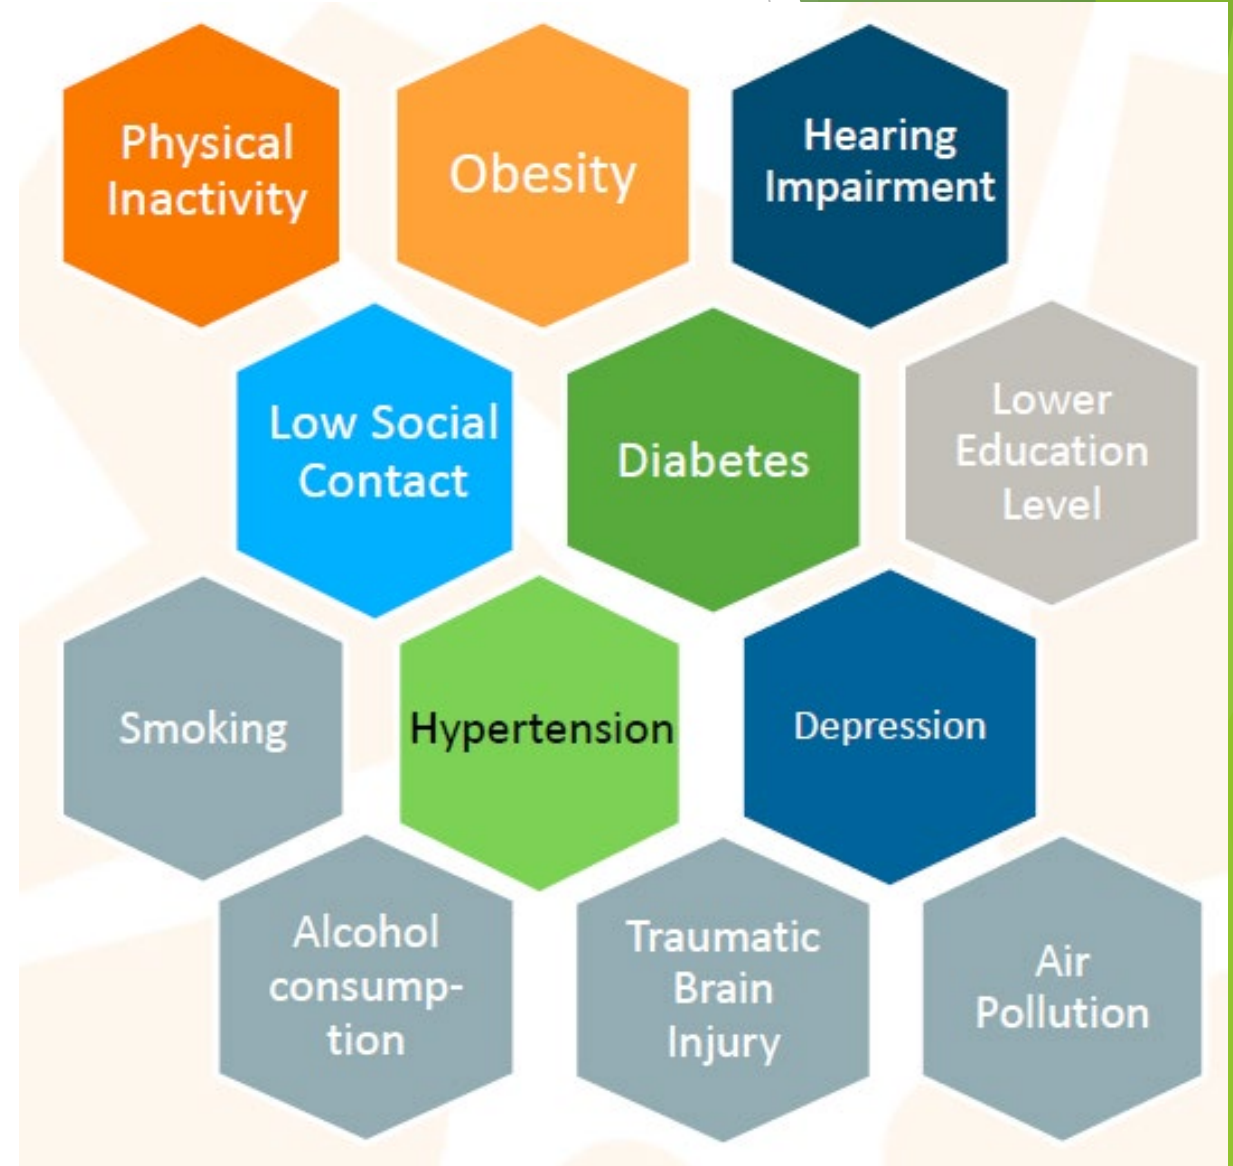 Physical
Inactivity
Obesity
Hearing
Impairment
Low Social
Contact
Diabetes
Lower
Education
Level
Smoking
Hypertension
Depression
Alcohol
consump-
tion
Traumatic
Brain
Injury
Air
Pollution